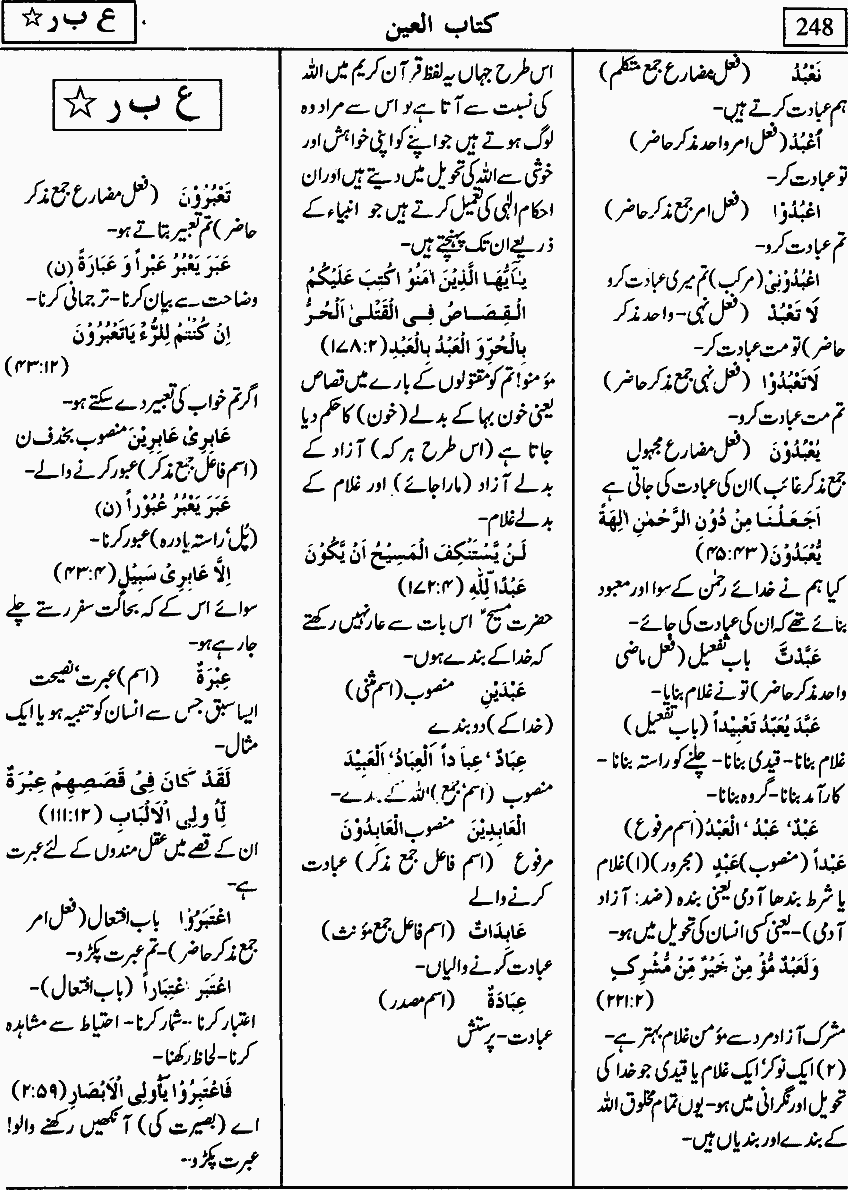 248
کتاب العین
ع ب ر ☆
نَعْبُدُ (فعل مضارع جمع متکلم)
ہم عبادت کرتے ہیں-
اُعْبُدُ (فعل امر واحد مذکر حاضر)
تو عبادت کر-
اعْبُدُوْا (فعل امر جمع مذکر حاضر)
تم عبادت کرو-
اعْبُدُوْنِیْ (مرکب) تم میری عبادت کرو
لَا تَعْبُدْ (فعل نہی- واحد مذکر
حاضر) تو مت عبادت کر-
لَاتَعْبُدُوْا (فعل نہی جمع مذکر حاضر)
تم مت عبادت کرو-
یُعْبُدُوْنَ (فعل مضارع مجہول
جمع مذکر غائب) ان کی عبادت کی جاتی ہے
اَجَعَلْنَا مِنْ دُوْنِ الرَّحْمٰنِ اٰلِهَةً
یُّعْبَدُوْنَ (۴۵:۴۳)
کیا ہم نے خدائے رحمٰن کے سوا اور معبود
بنائے تھے کہ ان کی عبادت کی جائے-
عَبَّدْتَّ باب تفعیل (فعل ماضی
واحد مذکر حاضر) تو نے غلام بنایا-
عَبَّدَ یُعَبِّدُ تَعْبِیْداً (باب تفعیل)
غلام بنانا- قیدی بنانا- چلنے کو راستہ بنانا-
کار آمد بنانا- گروہ بنانا-
عَبْدٌ' عَبْدُ' الْعَبْدُ (اسم مرفوع)
عَبْداً (منصوب) عَبْدٍ (مجرور) (۱) غلام
یا شرط بندھا آدمی یعنی بندہ (ضد: آزاد
آدمی)- یعنی کسی انسان کی تحویل میں ہو-
وَلَعَبْدٌ مُّؤْمِنٌ خَیْرٌ مِّنْ مُّشْرِکٍ
(۲۲۱:۲)
مشرک آزاد مرد سے مؤمن غلام بہتر ہے-
(۲) ایک نوکر' ایک غلام یا قیدی جو خدا کی
تحویل اور نگرانی میں ہو- یوں تمام مخلوق اللہ
کے بندے اور بندیاں ہیں-
اس طرح جہاں یہ لفظ قرآن کریم میں اللہ
کی نسبت سے آتا ہے تو اس سے مراد وہ
لوگ ہوتے ہیں جو اپنے کو اپنی خواہش اور
خوشی سے اللہ کی تحویل میں دیتے ہیں اور ان
احکام الٰہی کی تعمیل کرتے ہیں جو انبیاء کے
ذریعے ان تک پہنچتے ہیں-
یٰۤاَیُّهَا الَّذِیْنَ اٰمَنُوْا کُتِبَ عَلَیْکُمُ
الْقِصَاصُ فِی الْقَتْلٰی اَلْحُرُّ
بِالْحُرِّ وَ الْعَبْدُ بِالْعَبْدِ (۱۷۸:۲)
مؤمنو! تم کو مقتولوں کے بارے میں قصاص
یعنی خون بہا کے بدلے (خون) کا حکم دیا
جاتا ہے (اس طرح ہر کہ) آزاد کے
بدلے آزاد (مارا جائے) اور غلام کے
بدلے غلام-
لَنْ یَّسْتَنْکِفَ الْمَسِیْحُ اَنْ یَّکُوْنَ
عَبْدًا لِّلّٰهِ (۱۷۲:۴)
حضرت مسیحؑ اس بات سے عار نہیں رکھتے
کہ خدا کے بندے ہوں-
عَبْدَیْنِ منصوب (اسم مثنیٰ)
(خدا کے) دو بندے
عِبَادٌ' عِبَاداً' الْعِبَادُ' الْعَبِیْدَ
منصوب (اسم جمع) اللہ کے بندے-
الْعَابِدِیْنَ منصوب الْعَابِدُوْنَ
مرفوع (اسم فاعل جمع مذکر) عبادت
کرنے والے
عَابِدَاتٌ (اسم فاعل جمع مؤنث)
عبادت کرنے والیاں-
عِبَادَةٌ (اسم مصدر)
عبادت- پرستش
ع ب ر ☆
تَعْبُرُوْنَ (فعل مضارع جمع مذکر
حاضر) تم تعبیر بتاتے ہو-
عَبَرَ یَعْبُرُ عَبْراً وَ عِبَارَةً (ن)
وضاحت سے بیان کرنا- ترجمانی کرنا-
اِنْ کُنْتُمْ لِلرُّءْیَا تَعْبُرُوْنَ
(۴۳:۱۲)
اگر تم خواب کی تعبیر دے سکتے ہو-
عَابِرِیْ عَابِرِیْنَ منصوب بحذف ن
(اسم فاعل جمع مذکر) عبور کرنے والے-
عَبَرَ یَعْبُرُ عُبُوْراً (ن)
(پل' راستہ یا درہ) عبور کرنا-
اِلَّا عَابِرِیْ سَبِیْلٍ (۴۳:۴)
سوائے اس کے کہ بحالت سفر رستے چلے
جا رہے ہو-
عِبْرَةٌ (اسم) عبرت' نصیحت
ایسا سبق جس سے انسان کو تنبیہ ہو یا ایک
مثال-
لَقَدْ کَانَ فِیْ قَصَصِهِمْ عِبْرَةٌ
لِّاُولِی الْاَلْبَابِ (۱۱۱:۱۲)
ان کے قصے میں عقل مندوں کے لئے عبرت
ہے-
اعْتَبِرُوْا باب افتعال (فعل امر
جمع مذکر حاضر)- تم عبرت پکڑو-
اعْتَبَرَ عْتِبَاراً (باب افتعال)-
اعتبار کرنا- شمار کرنا- احتیاط سے مشاہدہ
کرنا- لحاظ رکھنا-
فَاعْتَبِرُوْا یٰۤاُولِی الْاَبْصَارِ (۲:۵۹)
اے (بصیرت کی) آنکھیں رکھنے والو!
عبرت پکڑو-